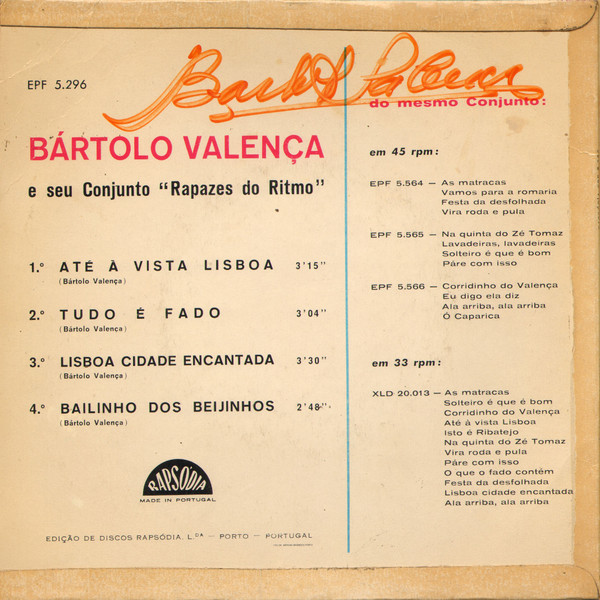 EPF 5.296
Bartolo Valença
BÁRTOLO VALENÇA
e seu Conjunto “Rapazes do Ritmo”
1.º ATÉ À VISTA LISBOA 3'15"
(Bártolo Valença)
2.º TUDO É FADO 3'04"
(Bártolo Valença)
3.º LISBOA CIDADE ENCANTADA 3'30"
(Bártolo Valença)
4.º BAILINHO DOS BEIJINHOS 2'48"
(Bártolo Valença)
RAPSÓDIA
MADE IN PORTUGAL
EDIÇÃO DE DISCOS RAPSÓDIA. L.DA — PORTO — PORTUGAL
do mesmo Conjunto:
em 45 rpm:
EPF 5.564 — As matracas
Vamos para a romaria
Festa da desfolhada
Vira roda e pula
EPF 5.565 — Na quinta do Zé Tomaz
Lavadeiras, lavadeiras
Solteiro é que é bom
Páre com isso
EPF 5.566 — Corridinho do Valença
Eu digo ela diz
Ala arriba, ala arriba
Ó Caparica
em 33 rpm:
XLD 20.013 — As matracas
Solteiro é que é bom
Corridinho do Valença
Até á vista Lisboa
Isto é Ribatejo
Na quinta do Zé Tomaz
Vira roda e pula
Páre com isso
O que o fado contêm
Festa da desfolhada
Lisboa cidade encantada
Ala arriba, ala arriba